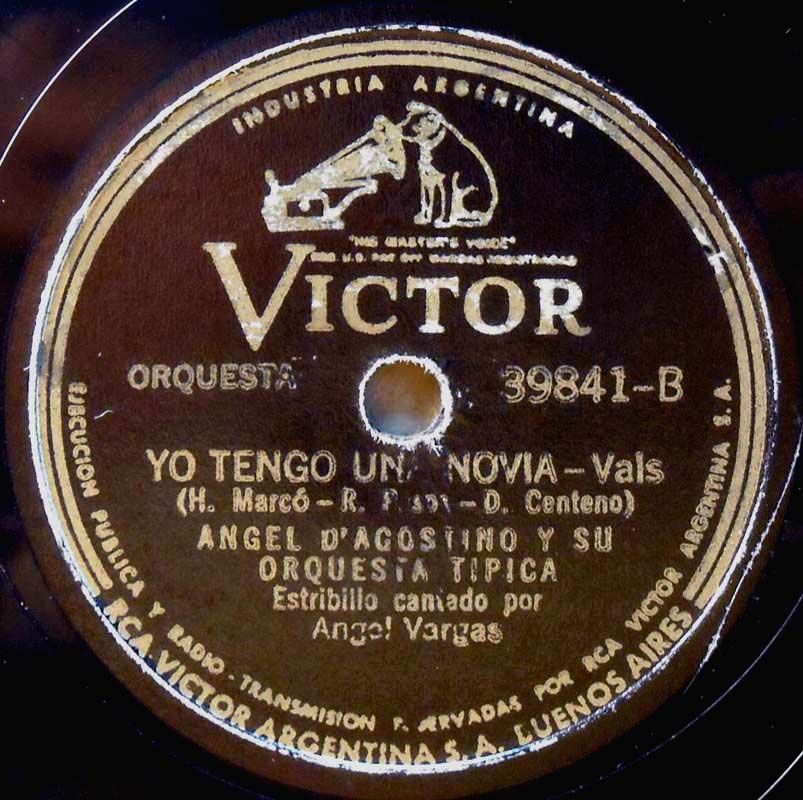 INDUSTRIA ARGENTINA
"HIS MASTER'S VOICE"
VICTOR
ORQUESTA
39841-B
YO TENGO UNA NOVIA – Vals
(H. Marcó – R. – D. Centeno)
ANGEL D'AGOSTINO Y SU
ORQUESTA TIPICA
Estribillo cantado por
Angel Vargas
EJECUCION PUBLICA Y RADIO-TRANSMISION RESERVADAS POR RCA VICTOR ARGENTINA S.A.
RCA VICTOR ARGENTINA S.A. BUENOS AIRES